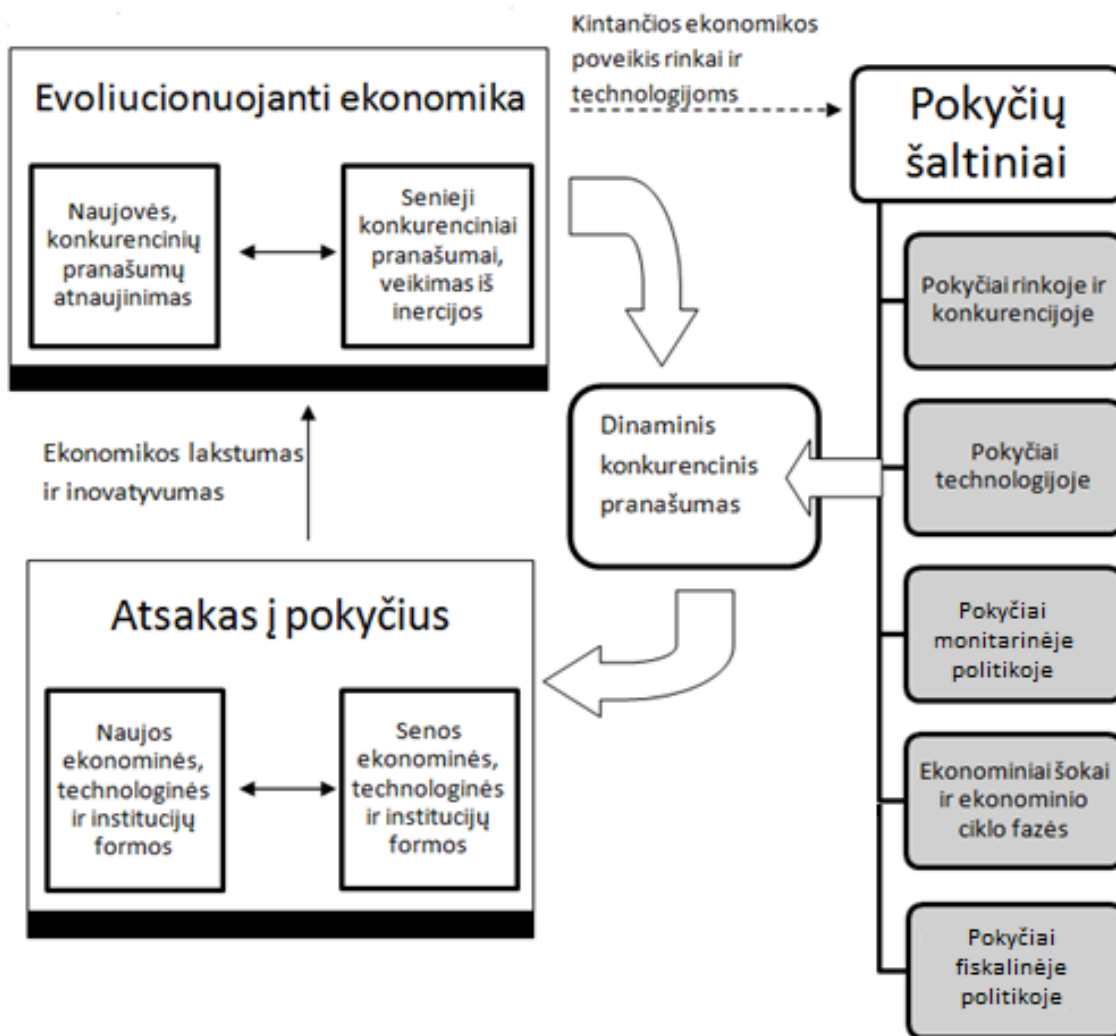 Kintančios ekonomikos
poveikis rinkai ir
technologijoms
Evoliucionuojanti ekonomika
Naujovės,
konkurencinių
pranašumų
atnaujinimas
Senieji
konkurenciniai
pranašumai,
veikimas iš
inercijos
Pokyčių
šaltiniai
Pokyčiai rinkoje ir
konkurencijoje
Pokyčiai
technologijoje
Pokyčiai
monitarinėje
politikoje
Ekonominiai šokai
ir ekonominio
ciklo fazės
Pokyčiai
fiskalinėje
politikoje
Dinaminis
konkurencinis
pranašumas
Ekonomikos lakstumas
ir inovatyvumas
Atsakas į pokyčius
Naujos
ekonominės,
technologinės
ir institucijų
formos
Senos
ekonominės,
technologinės
ir institucijų
formos